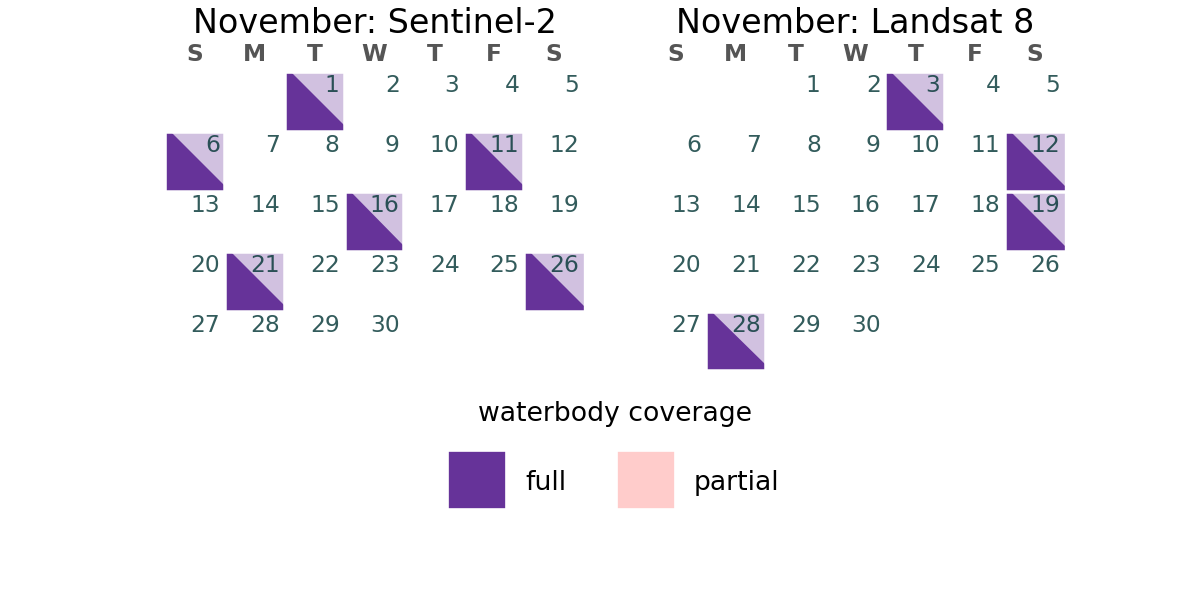 November: Sentinel-2
S M T W T F S
1 2 3 4 5
6 7 8 9 10 11 12
13 14 15 16 17 18 19
20 21 22 23 24 25 26
27 28 29 30
November: Landsat 8
S M T W T F S
1 2 3 4 5
6 7 8 9 10 11 12
13 14 15 16 17 18 19
20 21 22 23 24 25 26
27 28 29 30
waterbody coverage
full partial